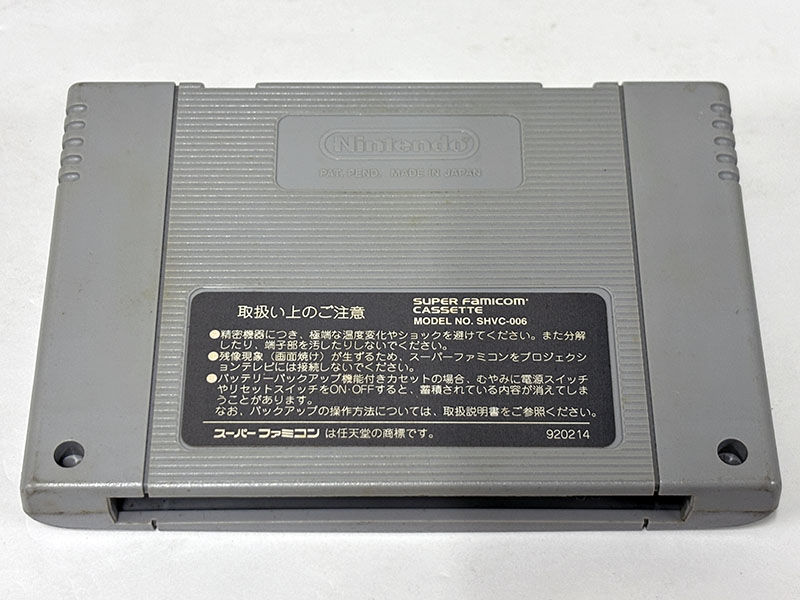 Nintendo
PAT. PEND. MADE IN JAPAN
取扱い上のご注意
SUPER FAMICOM
CASSETTE
MODEL NO. SHVC-006
●精密機器につき、極端な温度変化やショックを避けてください。また分解
したり、端子部を汚したりしないでください。
●残像現象（画面焼け）が生ずるため、スーパーファミコンをプロジェクシ
ョンテレビには接続しないでください。
●バッテリーバックアップ機能付きカセットの場合、むやみに電源スイッチ
やリセットスイッチをON·OFFすると、蓄積されている内容が消えてしま
うことがあります。
なお、バックアップの操作方法については、取扱説明書をご参照ください。
スーパーファミコン は任天堂の商標です。
920214